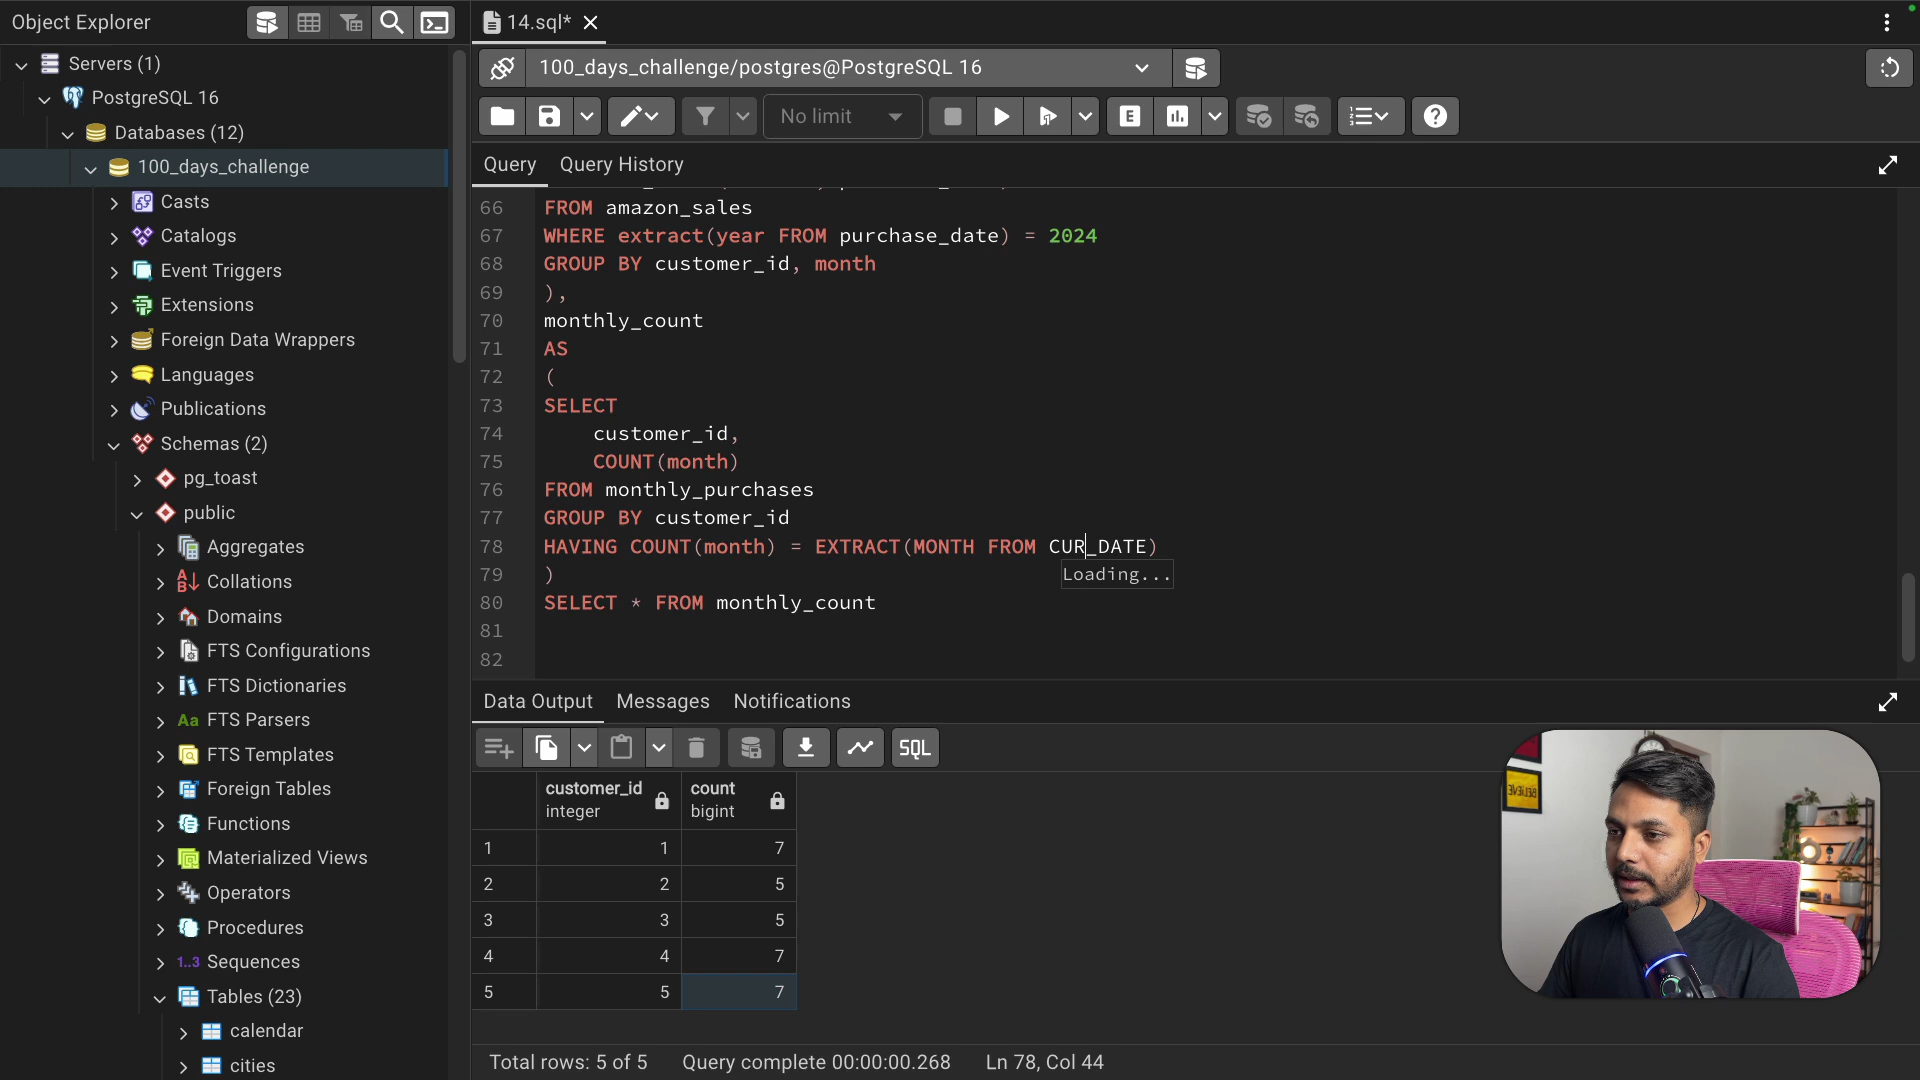 Object Explorer
14.sql*
Servers (1)
100_days_challenge/postgres@PostgreSQL 16
PostgreSQL 16
No limit
E
Databases (12)
100_days_challenge
Query
Query History
Casts
66 FROM amazon_sales
Catalogs
67 WHERE extract(year FROM purchase_date) = 2024
Event Triggers
68 GROUP BY customer_id, month
Extensions
69 ),
Foreign Data Wrappers
70 monthly_count
Languages
71 AS
Publications
72 (
73 SELECT
Schemas (2)
74 customer_id,
75 COUNT(month)
pg_toast
76 FROM monthly_purchases
public
77 GROUP BY customer_id
Aggregates
78 HAVING COUNT(month) = EXTRACT(MONTH FROM CUR_DATE)
Collations
79 )
Loading...
Domains
80 SELECT * FROM monthly_count
81
FTS Configurations
82
FTS Dictionaries
Data Output
Messages
Notifications
Aa FTS Parsers
SQL
FTS Templates
Foreign Tables
customer_id
integer
count
bigint
Functions
1 1 7
Materialized Views
2 2 5
Operators
3 3 5
Procedures
4 4 7
1..3 Sequences
5 5 7
Tables (23)
calendar
cities
Total rows: 5 of 5
Query complete 00:00:00.268
Ln 78, Col 44
BELIEVE